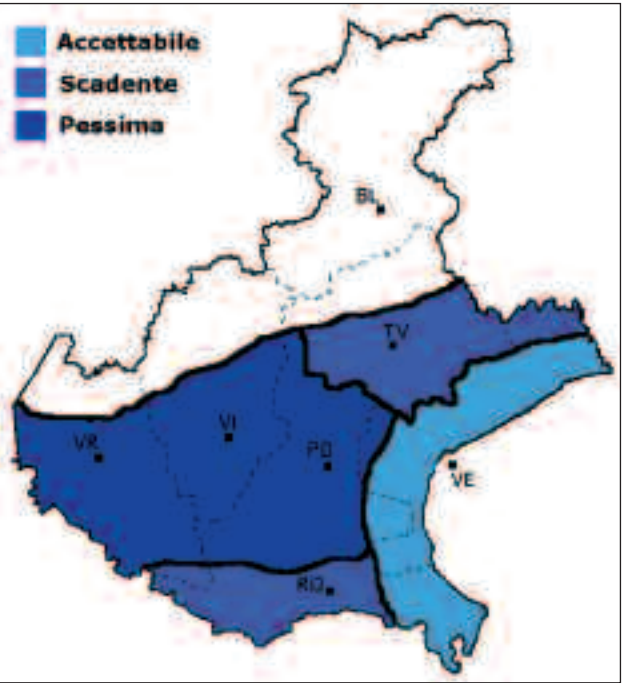 Accettabile
Scadente
Pessima
BL
TV
VI
VR
PD
VE
RO